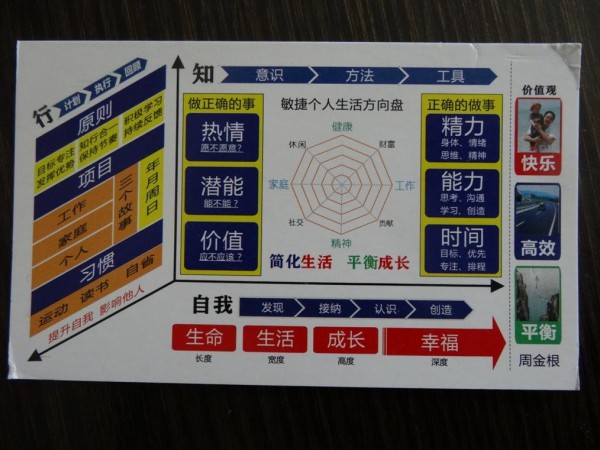 行 计划 执行 回顾
原则
目标专注 发挥优势
知行合一 保持节奏
积极学习 持续反馈
项目
工作
家庭
个人
三个故事
年月周日
习惯
运动 读书 自省
提升自我 影响他人
知 意识 方法 工具
做正确的事
热情
愿不愿意?
潜能
能不能?
价值
应不应该?
敏捷个人生活方向盘
健康
休闲 财富
家庭 工作
社交 贡献
精神
简化生活 平衡成长
正确的做事
精力
身体、情绪
思维、精神
能力
思考、沟通
学习、创造
时间
目标、优先
专注、排程
自我 发现 接纳 认识 创造
生命 生活 成长 幸福
长度 宽度 高度 深度
价值观
快乐
高效
平衡
周金根